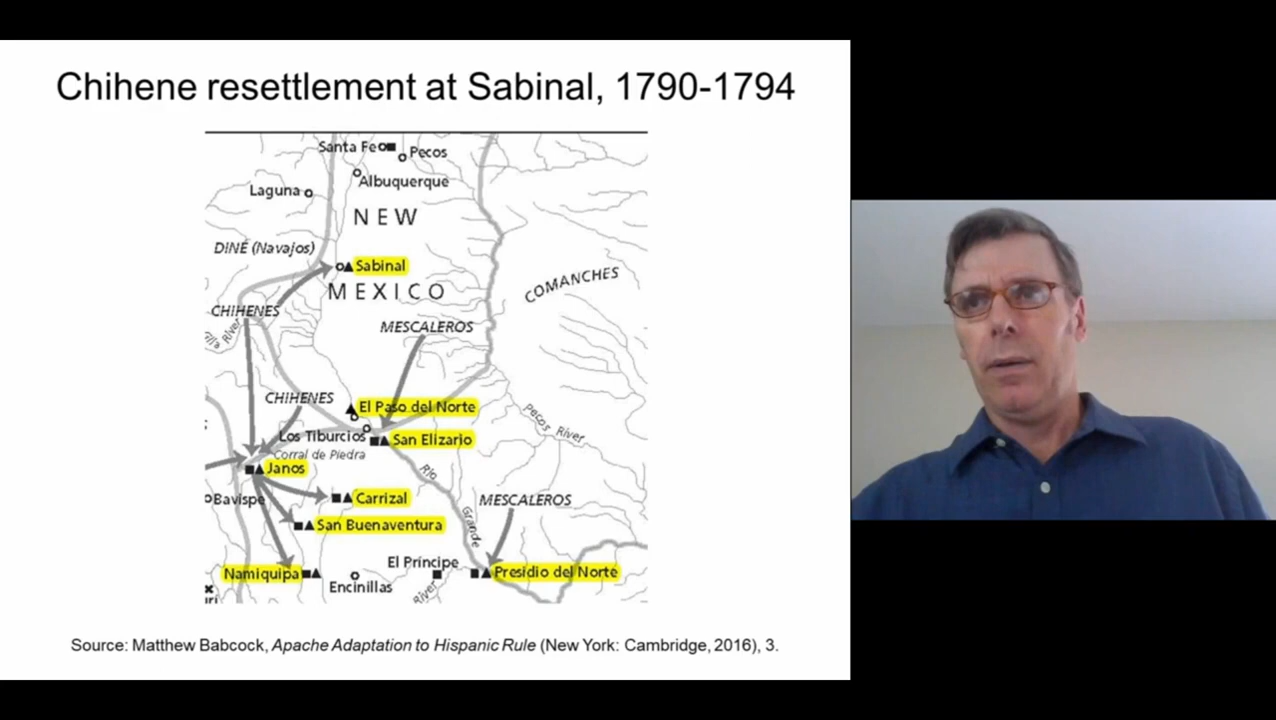 Chihene resettlement at Sabinal, 1790-1794
Santa Fe
Pecos
Albuquerque
Laguna
NEW
DINÉ (Navajos)
Sabinal
MEXICO
COMANCHES
CHIHENES
River
MESCALEROS
CHIHENES
El Paso del Norte
Pecos River
Los Tiburcios
San Elizario
Corral de Piedra
Janos
Río
Grande
Bavispe
Carrizal
MESCALEROS
San Buenaventura
El Príncipe
Namiquipa
Presidio del Norte
Encinillas
River
Source: Matthew Babcock, Apache Adaptation to Hispanic Rule (New York: Cambridge, 2016), 3.